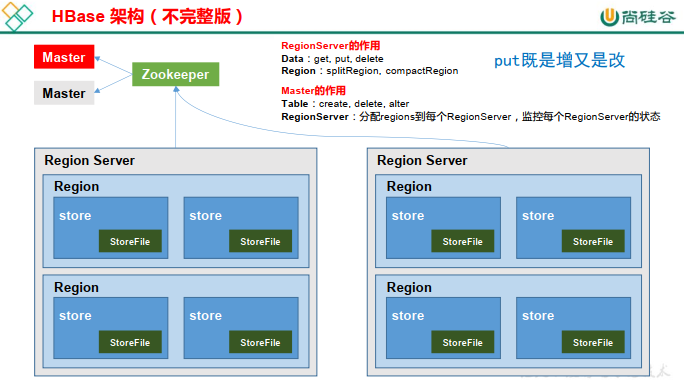 HBase 架构（不完整版）
尚硅谷
Master
Zookeeper
Master
RegionServer的作用
Data：get, put, delete
Region：splitRegion, compactRegion
Master的作用
Table：create, delete, alter
RegionServer：分配regions到每个RegionServer，监控每个RegionServer的状态
put既是增又是改
Region Server
Region
store
StoreFile
store
StoreFile
Region
store
StoreFile
store
StoreFile
Region Server
Region
store
StoreFile
store
StoreFile
Region
store
StoreFile
store
StoreFile